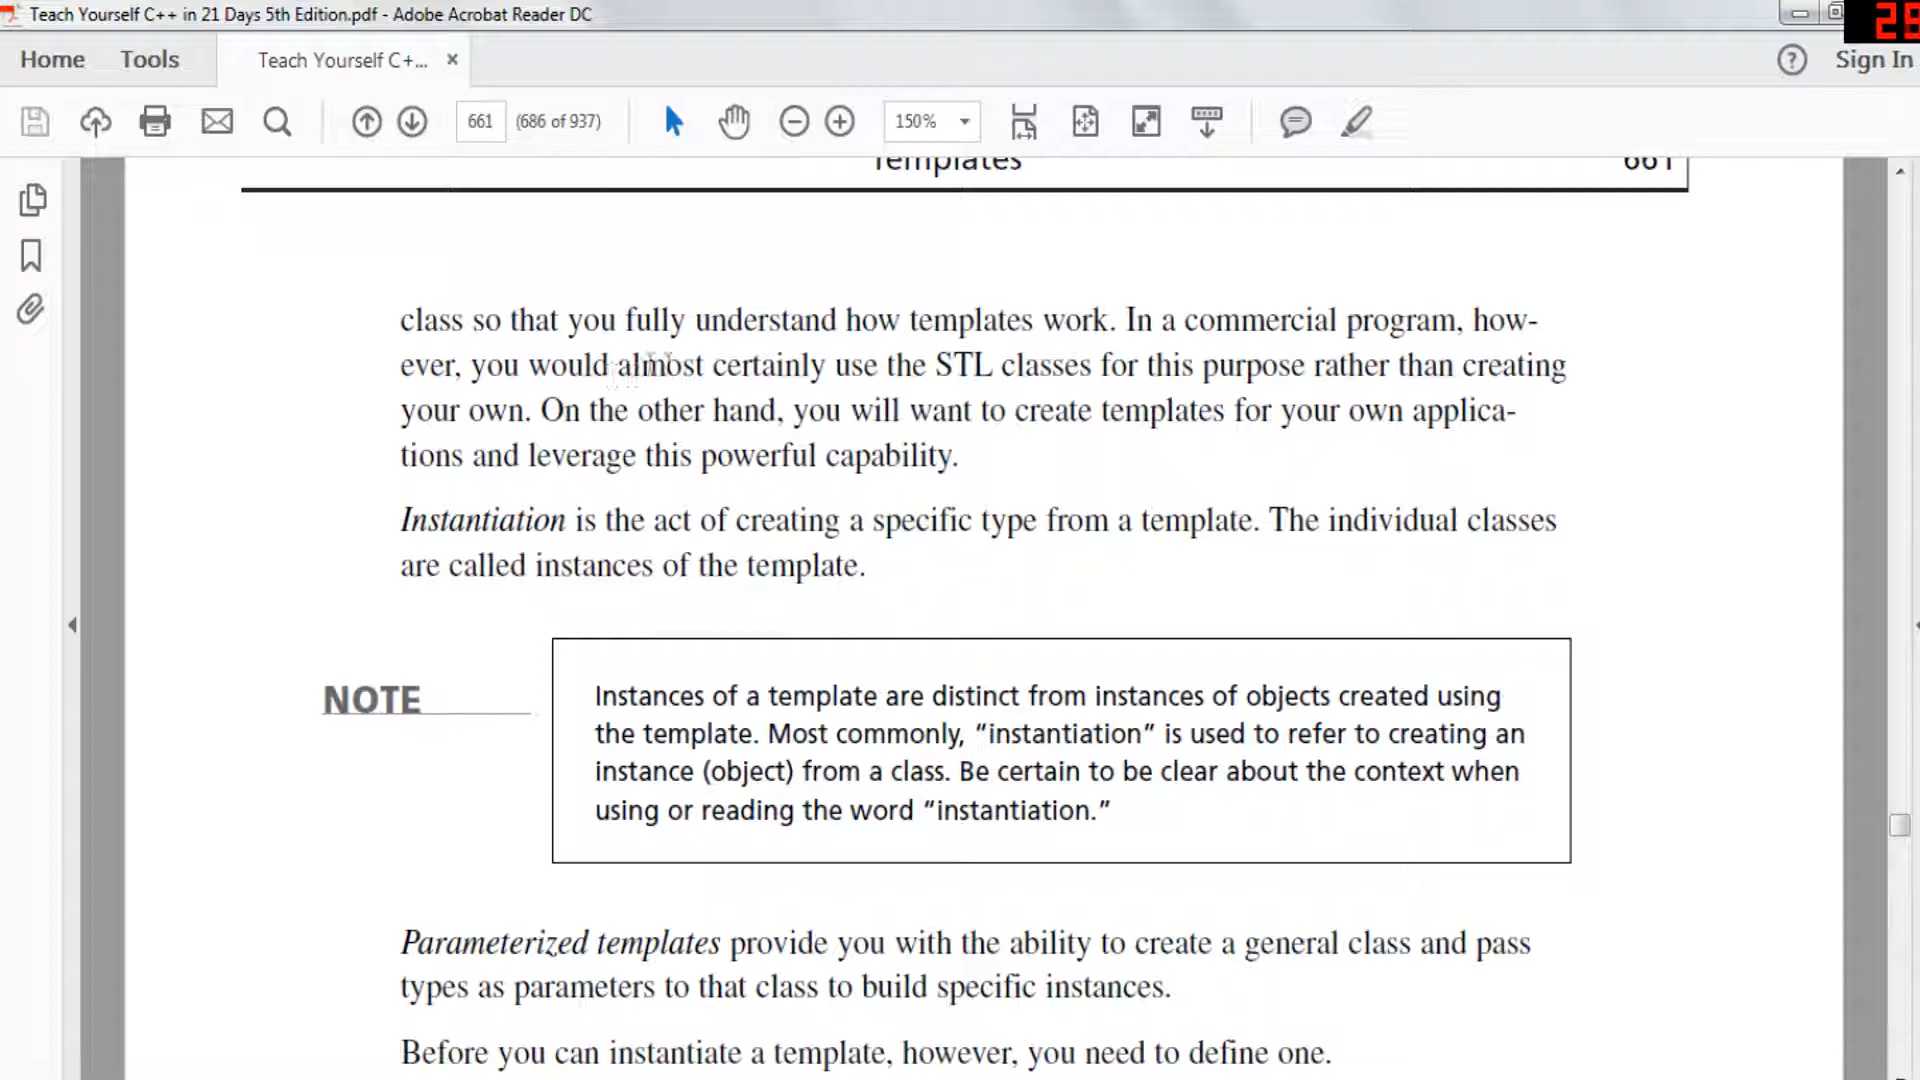 Teach Yourself C++ in 21 Days 5th Edition.pdf - Adobe Acrobat Reader DC
Home Tools Teach Yourself C+... × Sign In
661 (686 of 937) 150%
Templates 661
class so that you fully understand how templates work. In a commercial program, how-
ever, you would almost certainly use the STL classes for this purpose rather than creating
your own. On the other hand, you will want to create templates for your own applica-
tions and leverage this powerful capability.
Instantiation is the act of creating a specific type from a template. The individual classes
are called instances of the template.
NOTE
Instances of a template are distinct from instances of objects created using
the template. Most commonly, “instantiation” is used to refer to creating an
instance (object) from a class. Be certain to be clear about the context when
using or reading the word “instantiation.”
Parameterized templates provide you with the ability to create a general class and pass
types as parameters to that class to build specific instances.
Before you can instantiate a template, however, you need to define one.